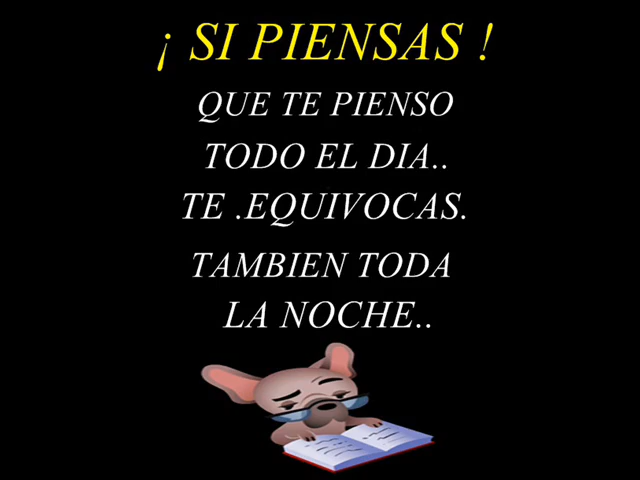 ¡ SI PIENSAS !
QUE TE PIENSO
TODO EL DIA..
TE .EQUIVOCAS.
TAMBIEN TODA
LA NOCHE..